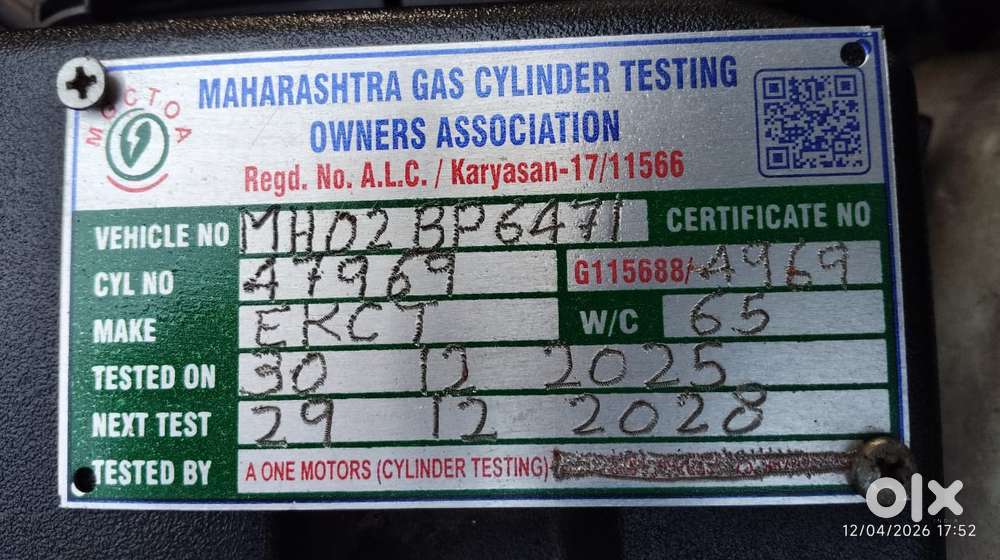 MGCTOA
MAHARASHTRA GAS CYLINDER TESTING
OWNERS ASSOCIATION
Regd. No. A.L.C. / Karyasan-17/11566
VEHICLE NO MH02BP6471 CERTIFICATE NO
CYL NO 47969 G115688/-4969
MAKE EKCT W/C 65
TESTED ON 30 12 2025
NEXT TEST 29 12 2028
TESTED BY A ONE MOTORS (CYLINDER TESTING)
olx
12/04/2026 17:52